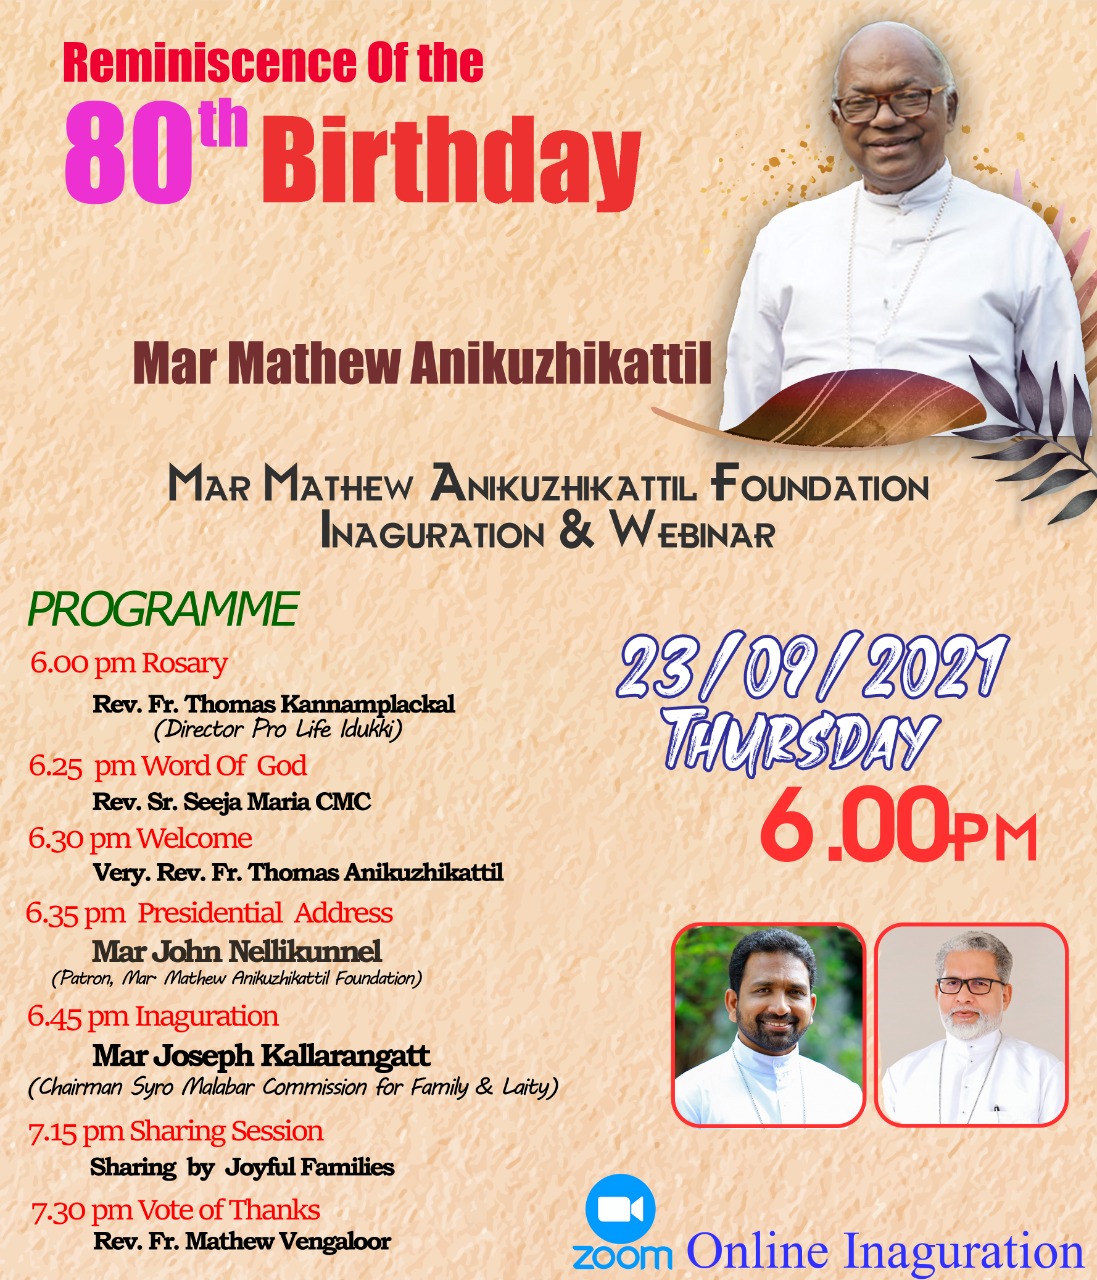 Reminiscence Of the
80th Birthday
Mar Mathew Anikuzhikattil
Mar Mathew Anikuzhikattil Foundation
Inaguration & Webinar
PROGRAMME
6.00 pm Rosary
Rev. Fr. Thomas Kannamplackal
(Director Pro Life Idukki)
6.25 pm Word Of God
Rev. Sr. Seeja Maria CMC
6.30 pm Welcome
Very. Rev. Fr. Thomas Anikuzhikattil
6.35 pm Presidential Address
Mar John Nellikunnel
(Patron, Mar Mathew Anikuzhikattil Foundation)
6.45 pm Inaguration
Mar Joseph Kallarangatt
(Chairman Syro Malabar Commission for Family & Laity)
7.15 pm Sharing Session
Sharing by Joyful Families
7.30 pm Vote of Thanks
Rev. Fr. Mathew Vengaloor
23/09/2021
THURSDAY
6.00PM
zoom Online Inaguration